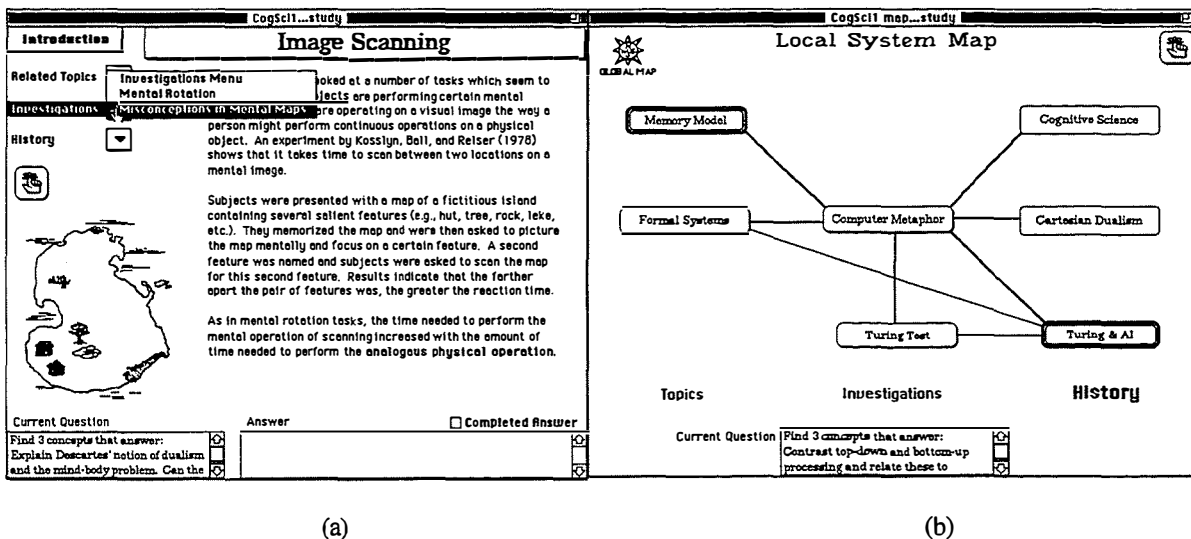 CogSci1...study
Introduction
Image Scanning
Related Topics
Investigations Menu
Mental Rotation
Investigations
Misconceptions in Mental Maps
History
ooked at a number of tasks which seem to
bjects are performing certain mental
are operating on a visual image the way a
person might perform continuous operations on a physical
object. An experiment by Kosslyn, Ball, and Reiser (1978)
shows that it takes time to scan between two locations on a
mental image.
Subjects were presented with a map of a fictitious island
containing several salient features (e.g., hut, tree, rock, lake,
etc.). They memorized the map and were then asked to picture
the map mentally and focus on a certain feature. A second
feature was named and subjects were asked to scan the map
for this second feature. Results indicate that the farther
apart the pair of features was, the greater the reaction time.
As in mental rotation tasks, the time needed to perform the
mental operation of scanning increased with the amount of
time needed to perform the analogous physical operation.
Current Question
Answer
Completed Answer
Find 3 concepts that answer:
Explain Descartes' notion of dualism
and the mind-body problem. Can the
(a)
CogSci1 map...study
Local System Map
GLOBAL MAP
Memory Model
Cognitive Science
Formal Systems
Computer Metaphor
Cartesian Dualism
Turing Test
Turing & AI
Topics
Investigations
History
Current Question
Find 3 concepts that answer:
Contrast top-down and bottom-up
processing and relate these to
(b)